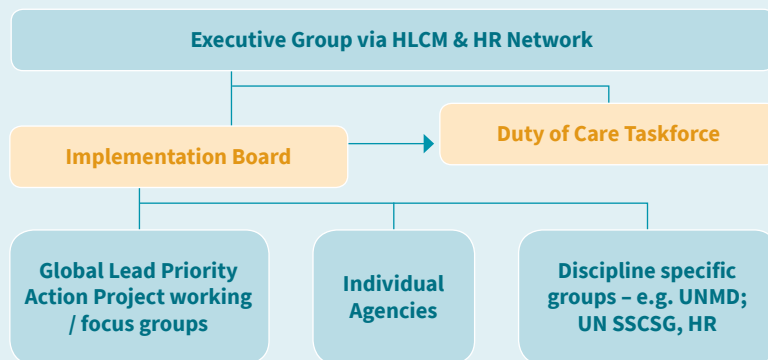 Executive Group via HLCM & HR Network
Duty of Care Taskforce
Implementation Board
Global Lead Priority
Action Project working
/ focus groups
Individual
Agencies
Discipline specific
groups – e.g. UNMD;
UN SSCSG, HR